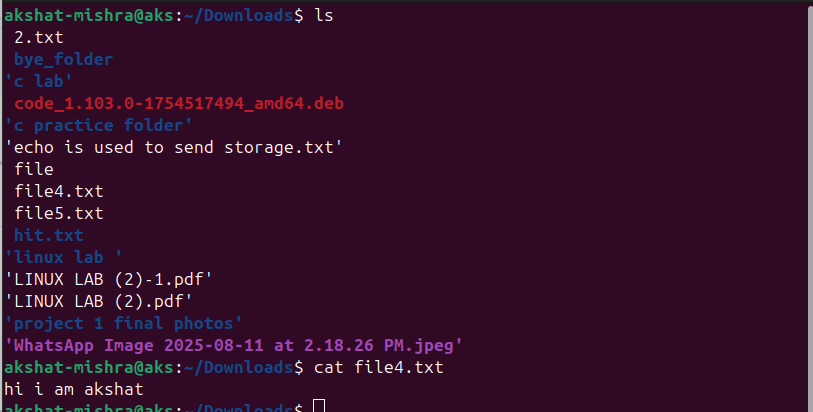 akshat-mishra@aks:~/Downloads$ ls
2.txt
bye_folder
'c lab'
code_1.103.0-1754517494_amd64.deb
'c practice folder'
'echo is used to send storage.txt'
file
file4.txt
file5.txt
hit.txt
'linux lab '
'LINUX LAB (2)-1.pdf'
'LINUX LAB (2).pdf'
'project 1 final photos'
'WhatsApp Image 2025-08-11 at 2.18.26 PM.jpeg'
akshat-mishra@aks:~/Downloads$ cat file4.txt
hi i am akshat
akshat-mishra@aks:~/Downloads$